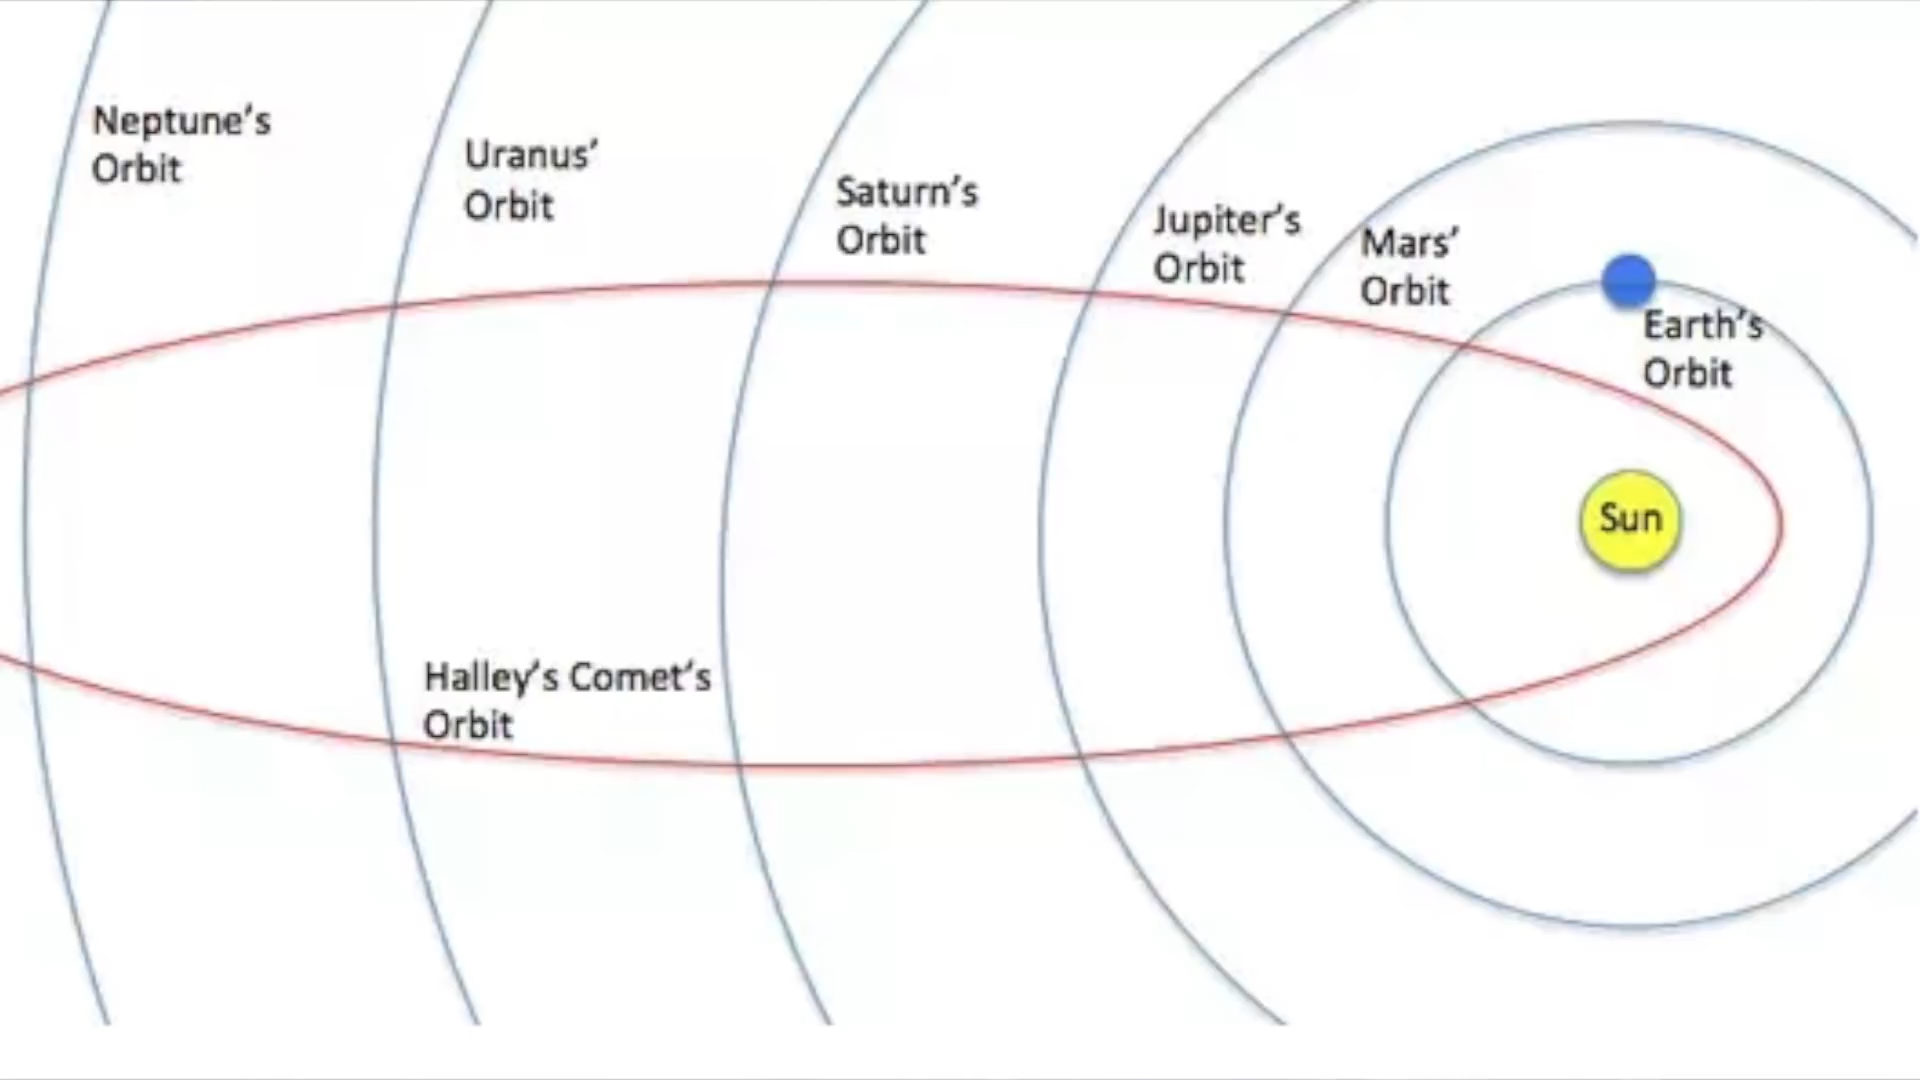 Neptune's
Orbit
Uranus'
Orbit
Saturn's
Orbit
Jupiter's
Orbit
Mars'
Orbit
Earth's
Orbit
Sun
Halley's Comet's
Orbit